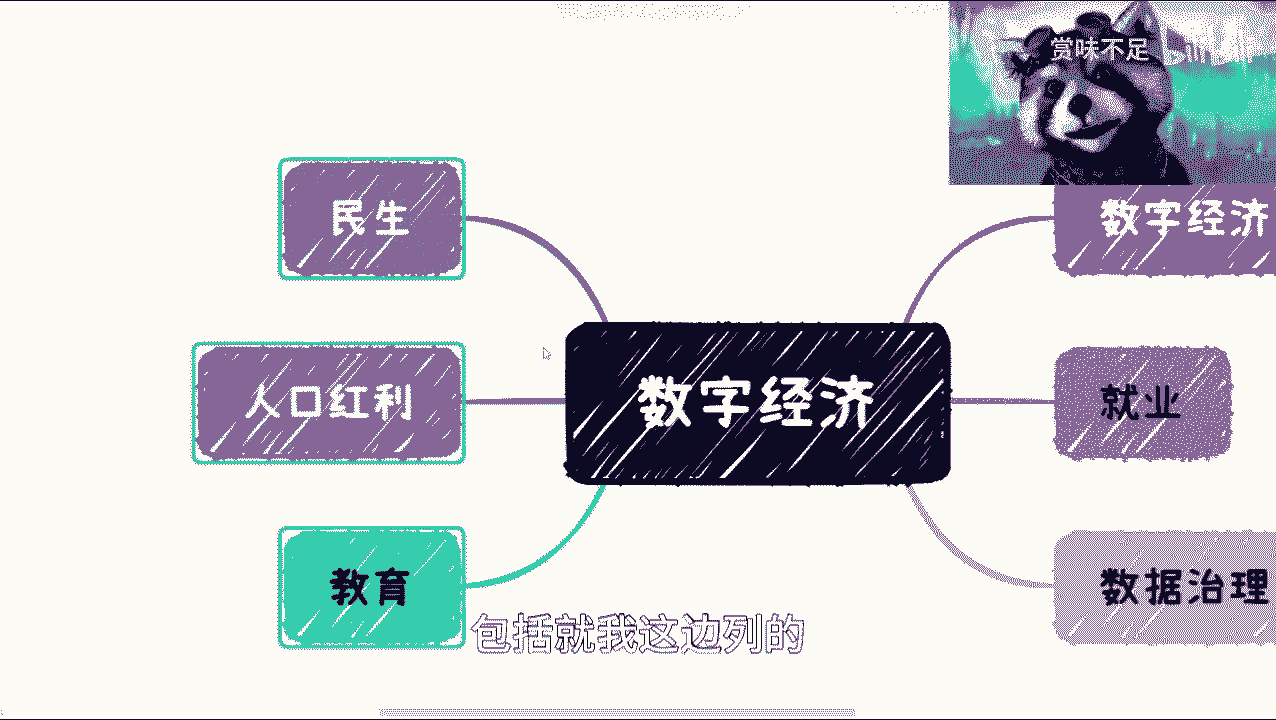 赏味不足
民生
数字经济
人口红利
数字经济
就业
教育
数据治理
包括就我这边列的